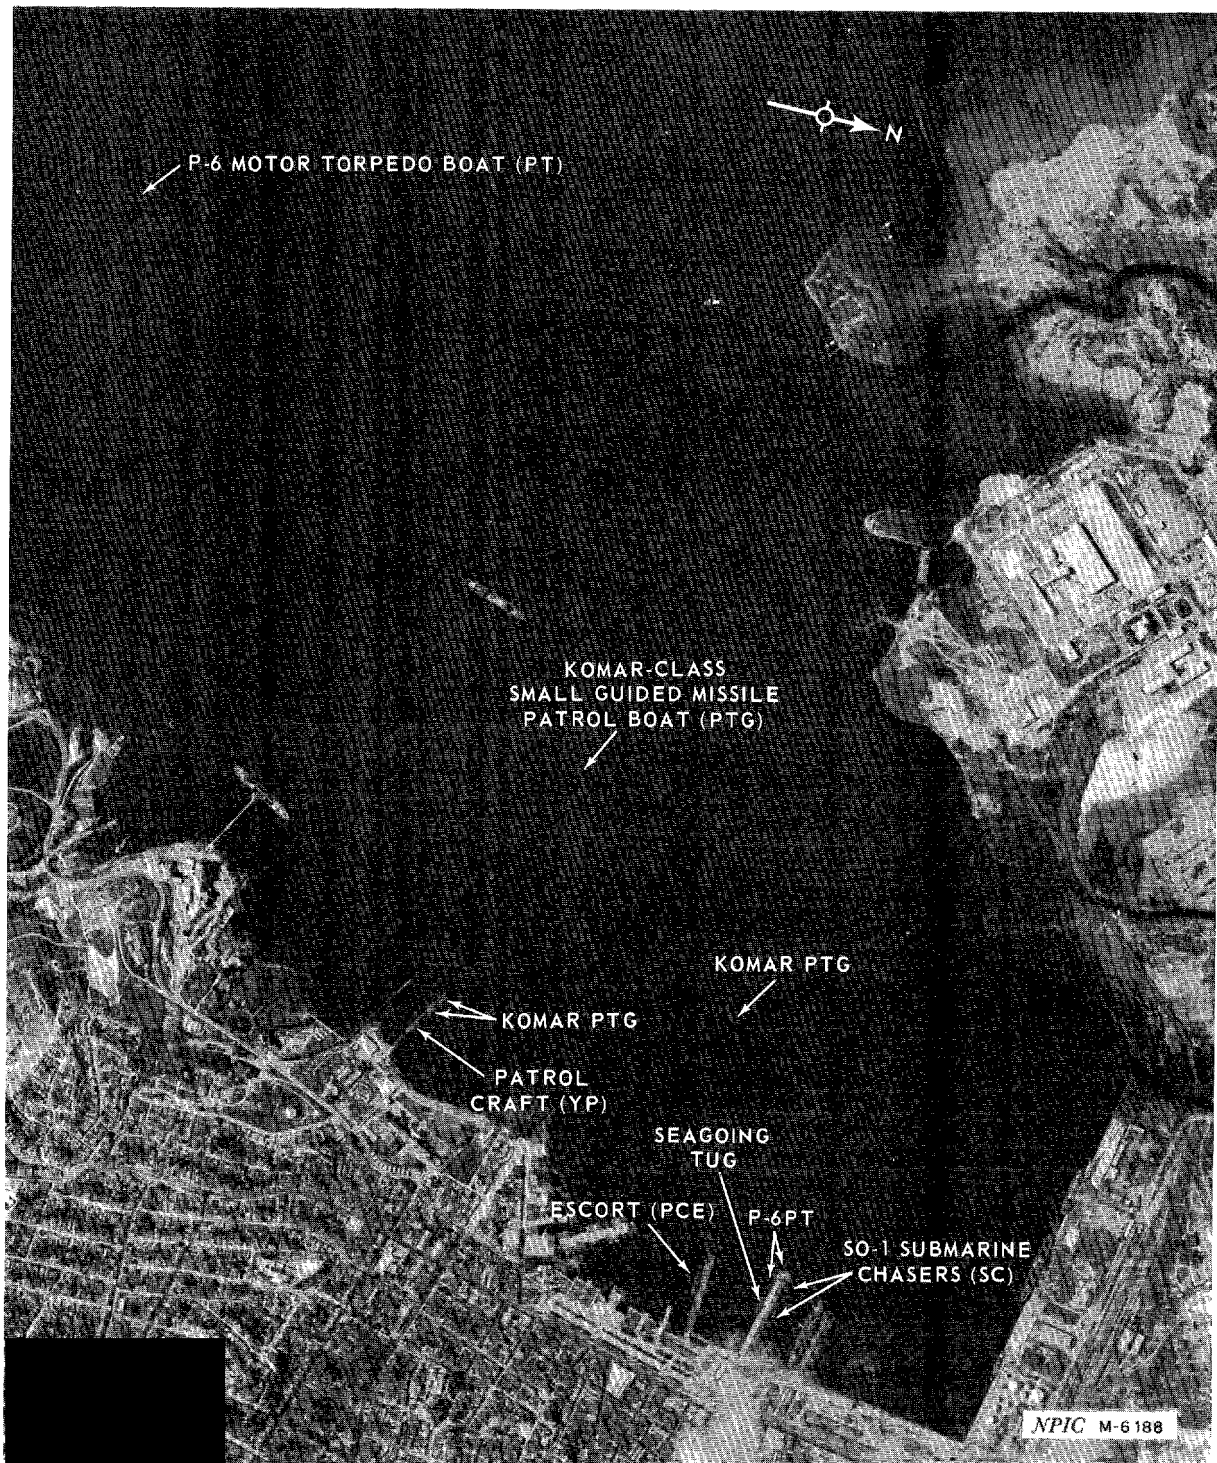 N
P-6 MOTOR TORPEDO BOAT (PT)
KOMAR-CLASS
SMALL GUIDED MISSILE
PATROL BOAT (PTG)
KOMAR PTG
KOMAR PTG
PATROL
CRAFT (YP)
SEAGOING
TUG
ESCORT (PCE)
P-6PT
SO-1 SUBMARINE
CHASERS (SC)
NPIC M-6188